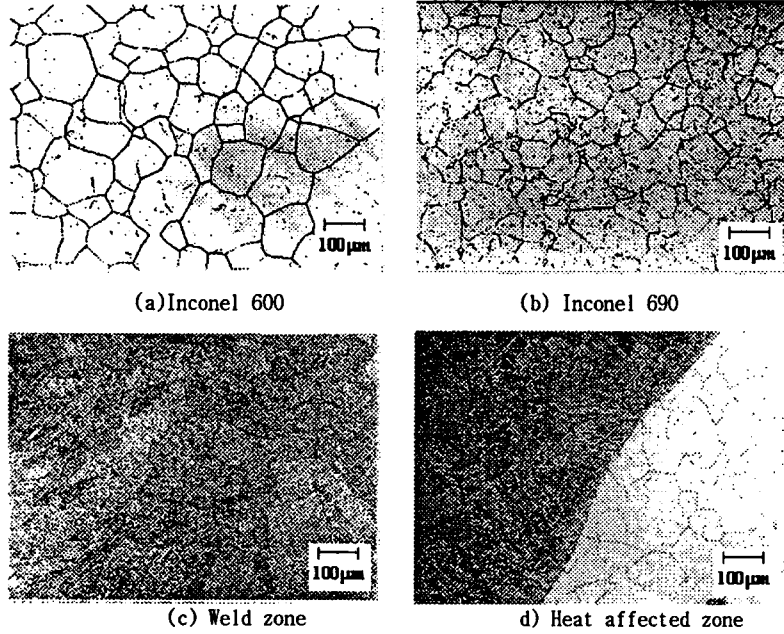 100μm
100μm
(a)Inconel 600
(b) Inconel 690
100μm
100μm
(c) Weld zone
d) Heat affected zone